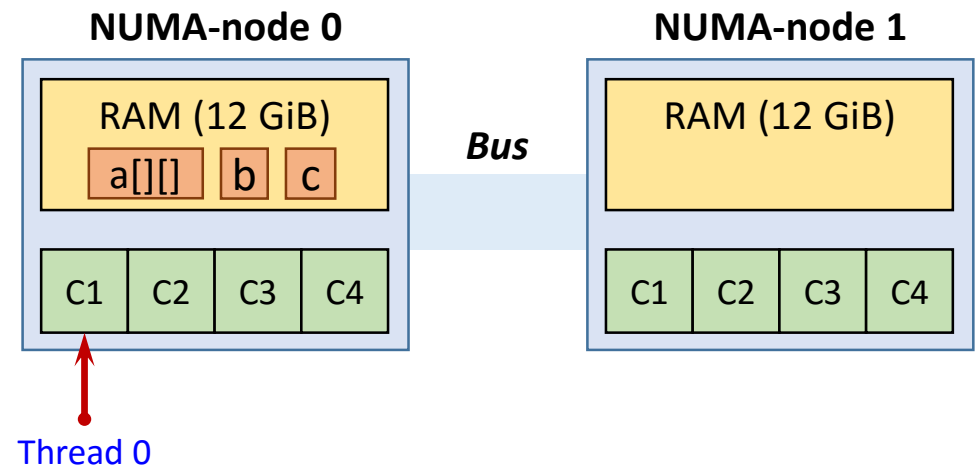 NUMA-node 0
NUMA-node 1
RAM (12 GiB)
a[][] b c
Bus
RAM (12 GiB)
C1 C2 C3 C4
C1 C2 C3 C4
Thread 0